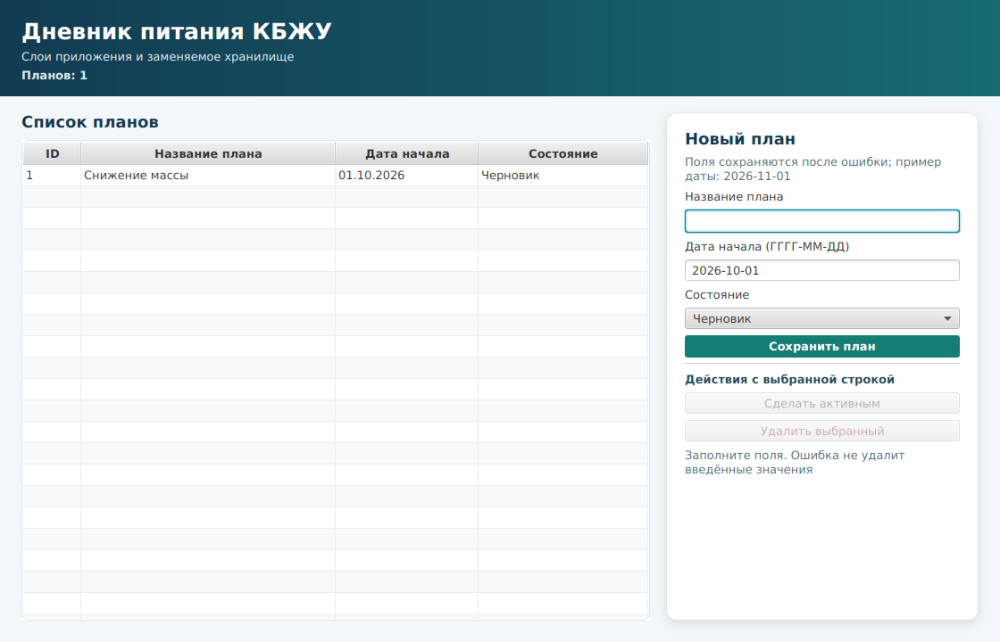 Дневник питания КБЖУ
Слои приложения и заменяемое хранилище
Планов: 1
Список планов
ID Название плана Дата начала Состояние
1 Снижение массы 01.10.2026 Черновик
Новый план
Поля сохраняются после ошибки; пример
даты: 2026-11-01
Название плана
Дата начала (ГГГГ-ММ-ДД)
2026-10-01
Состояние
Черновик
Сохранить план
Действия с выбранной строкой
Сделать активным
Удалить выбранный
Заполните поля. Ошибка не удалит
введённые значения